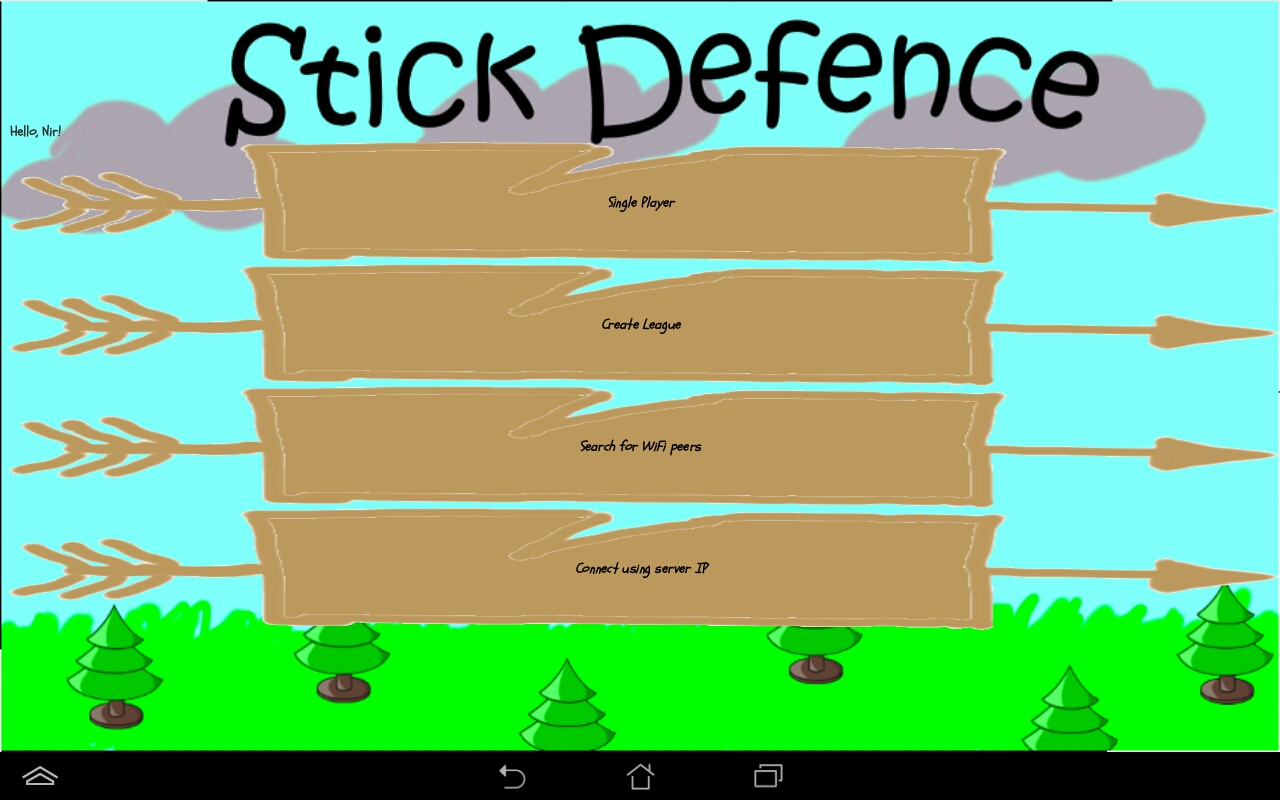 Stick Defence
Hello, Nir!
Single Player
Create League
Search for WiFi peers
Connect using server IP